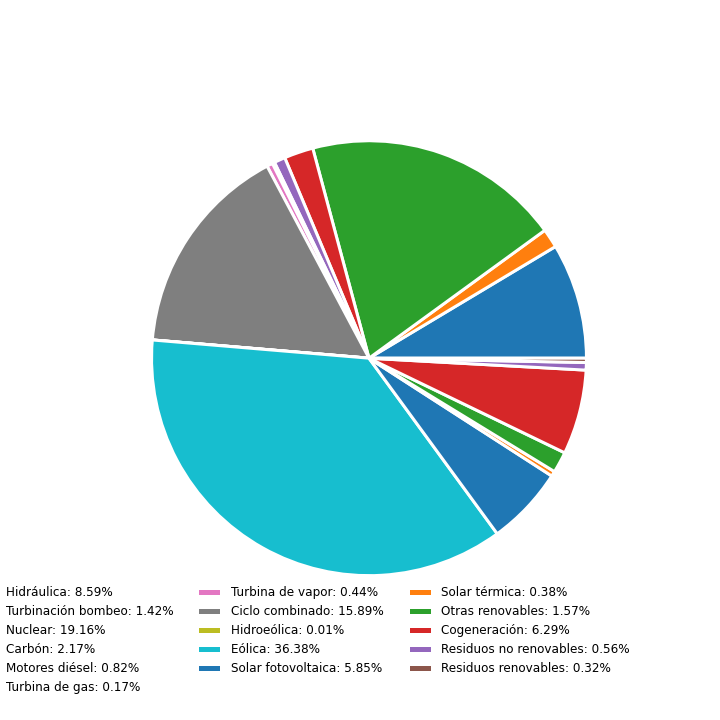 Hidráulica: 8.59%
Turbinación bombeo: 1.42%
Nuclear: 19.16%
Carbón: 2.17%
Motores diésel: 0.82%
Turbina de gas: 0.17%
Turbina de vapor: 0.44%
Ciclo combinado: 15.89%
Hidroeólica: 0.01%
Eólica: 36.38%
Solar fotovoltaica: 5.85%
Solar térmica: 0.38%
Otras renovables: 1.57%
Cogeneración: 6.29%
Residuos no renovables: 0.56%
Residuos renovables: 0.32%